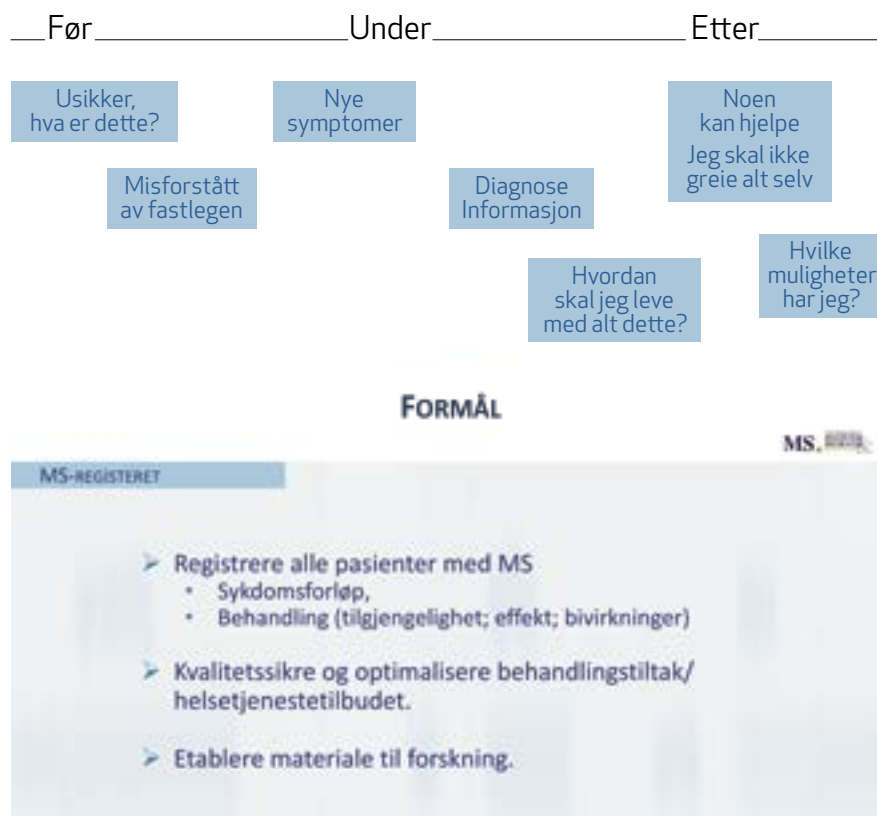 Før Under Etter
Usikker,
hva er dette?
Nye
symptomer
Noen
kan hjelpe
Jeg skal ikke
greie alt selv
Misforstått
av fastlegen
Diagnose
Informasjon
Hvordan
skal jeg leve
med alt dette?
Hvilke
muligheter
har jeg?
FORMÅL
MS.
MS-REGISTERET
➢ Registrere alle pasienter med MS
• Sykdomsforløp,
• Behandling (tilgjengelighet; effekt; bivirkninger)
➢ Kvalitetssikre og optimalisere behandlingstiltak/
helsetjenestetilbudet.
➢ Etablere materiale til forskning.